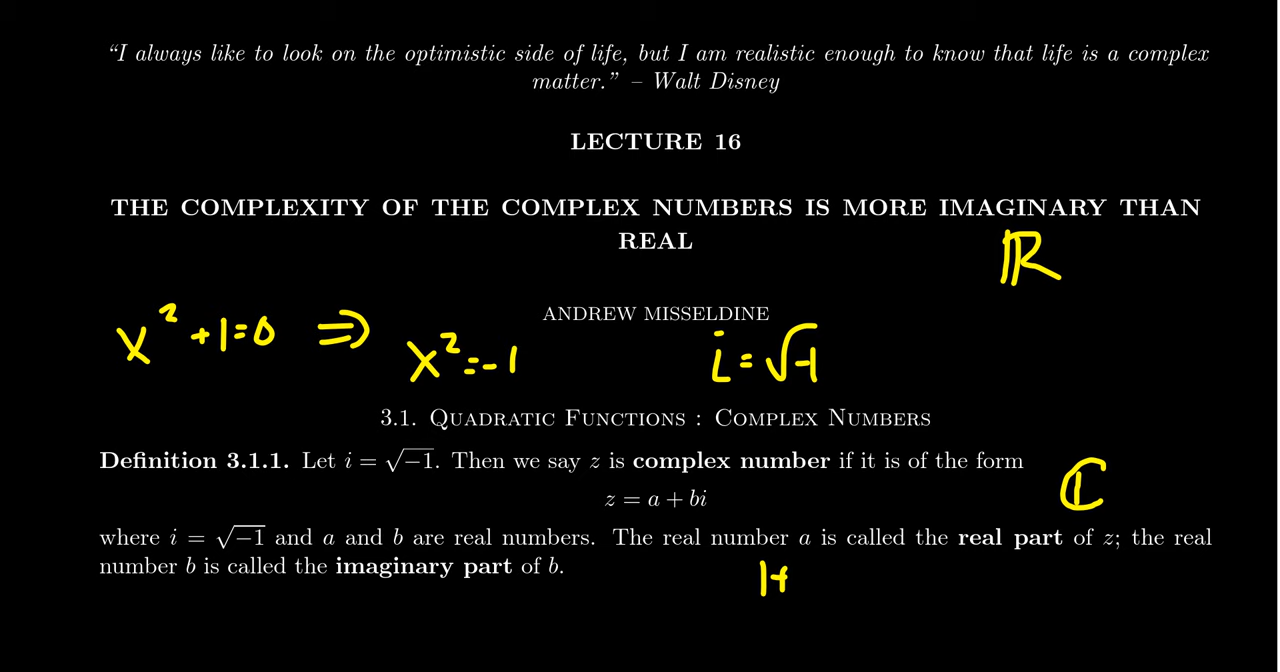 “I always like to look on the optimistic side of life, but I am realistic enough to know that life is a complex
matter.” – Walt Disney
LECTURE 16
THE COMPLEXITY OF THE COMPLEX NUMBERS IS MORE IMAGINARY THAN
REAL
ℝ
ANDREW MISSELDINE
x² + 1 = 0 ⇒ x² = -1 i = √-1
3.1. Quadratic Functions : Complex Numbers
Definition 3.1.1. Let i = √−1. Then we say z is complex number if it is of the form
z = a + bi
ℂ
where i = √−1 and a and b are real numbers. The real number a is called the real part of z; the real
number b is called the imaginary part of b.
1+